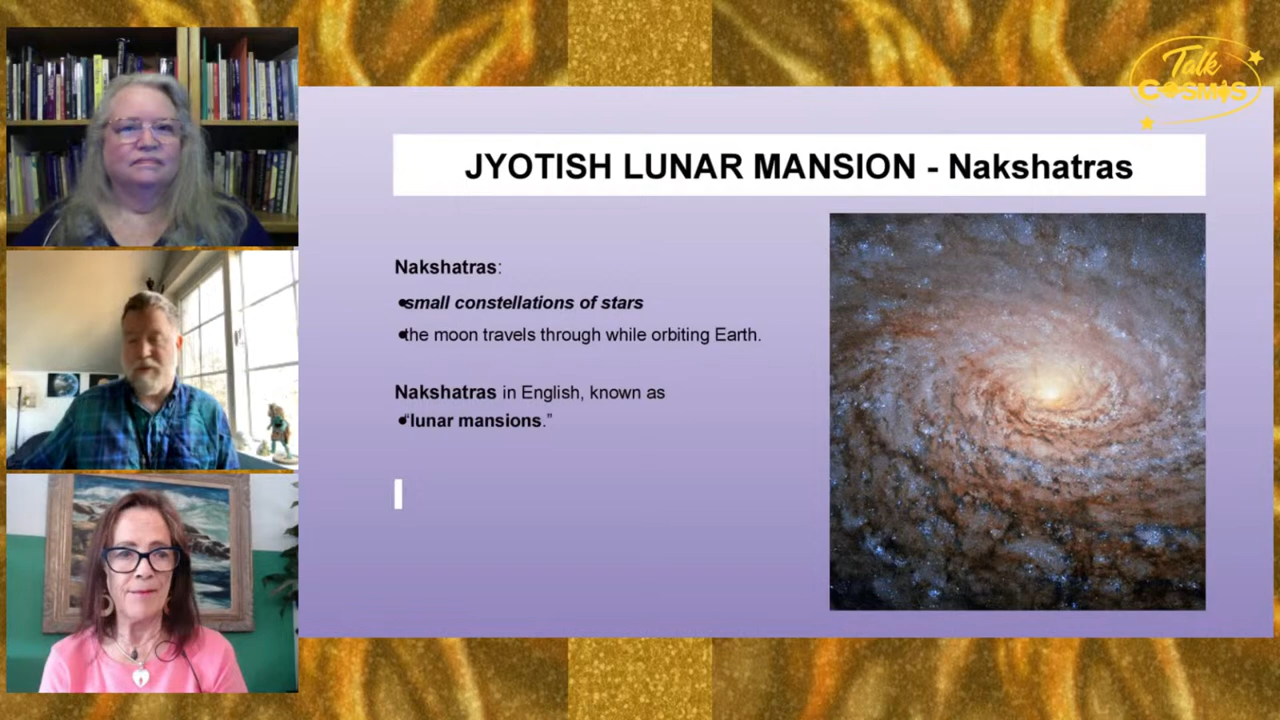 Talk
COSMOS
JYOTISH LUNAR MANSION - Nakshatras
Nakshatras:
•small constellations of stars
•the moon travels through while orbiting Earth.
Nakshatras in English, known as
•“lunar mansions.”